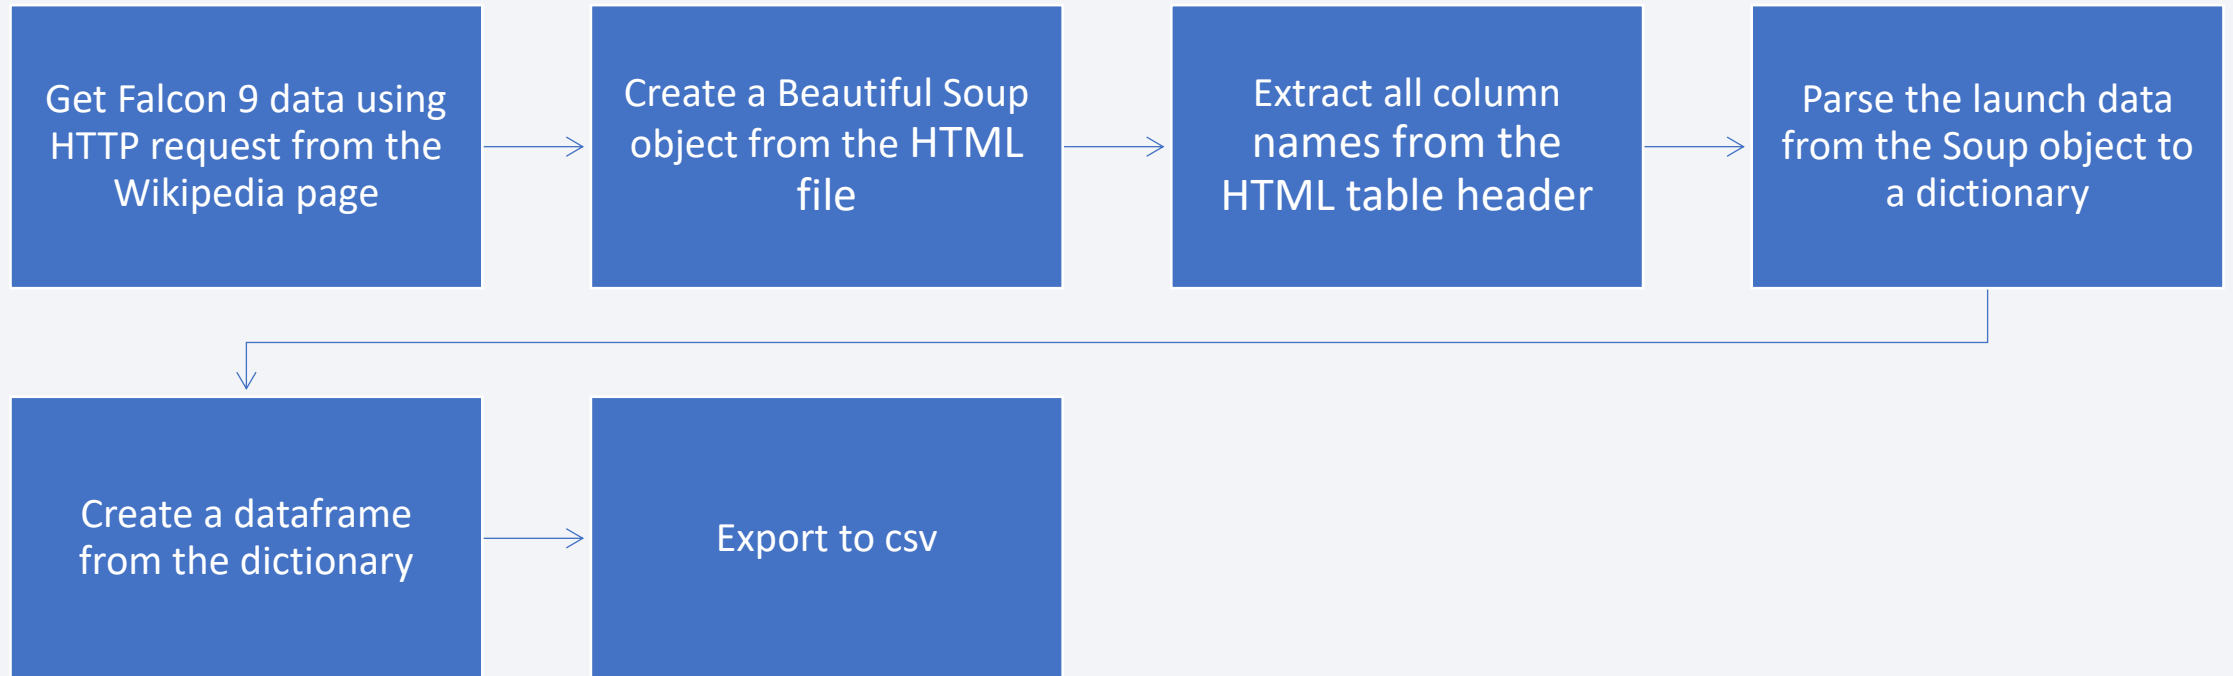 Get Falcon 9 data using
HTTP request from the
Wikipedia page
Create a Beautiful Soup
object from the HTML
file
Extract all column
names from the
HTML table header
Parse the launch data
from the Soup object to
a dictionary
Create a dataframe
from the dictionary
Export to csv